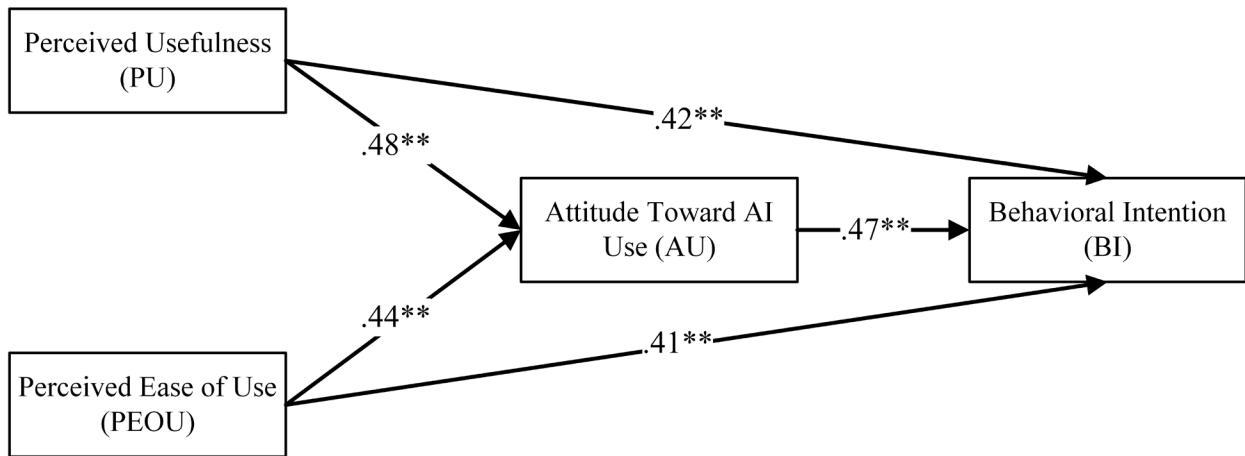 Perceived Usefulness
(PU)
.42**
.48**
Attitude Toward AI
Use (AU)
.47**
Behavioral Intention
(BI)
.44**
.41**
Perceived Ease of Use
(PEOU)